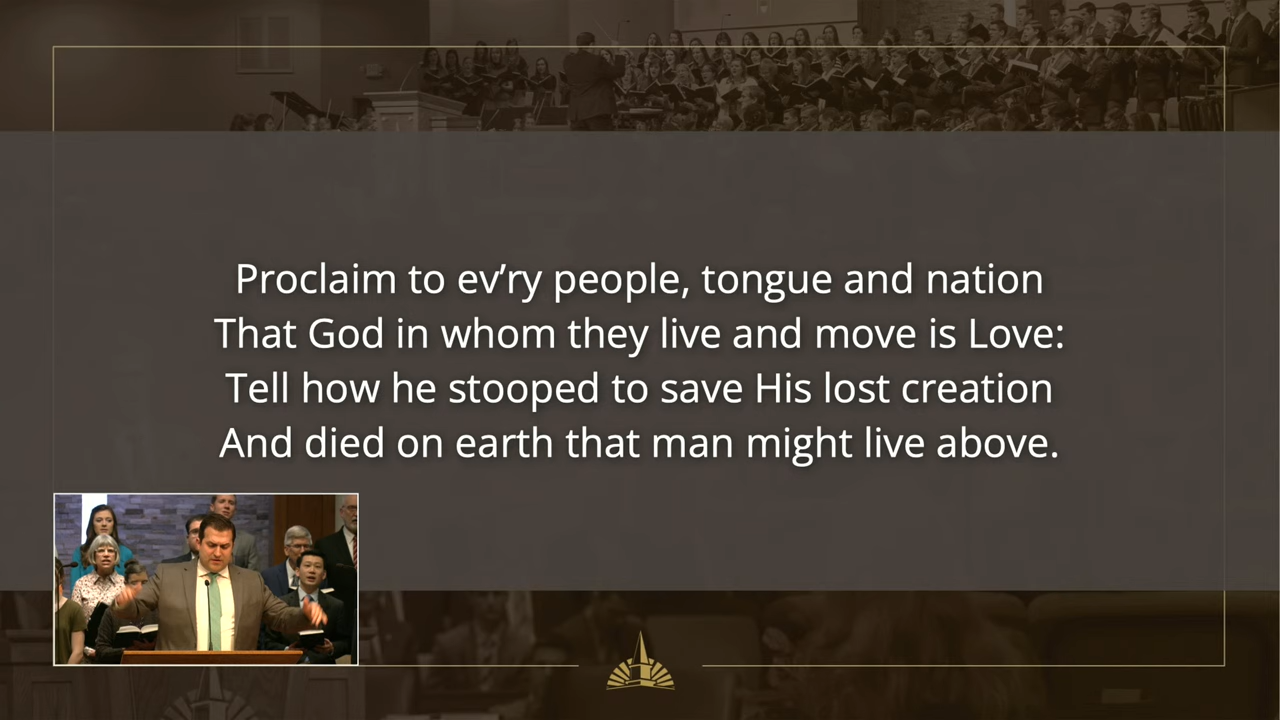 Proclaim to ev’ry people, tongue and nation
That God in whom they live and move is Love:
Tell how he stooped to save His lost creation
And died on earth that man might live above.